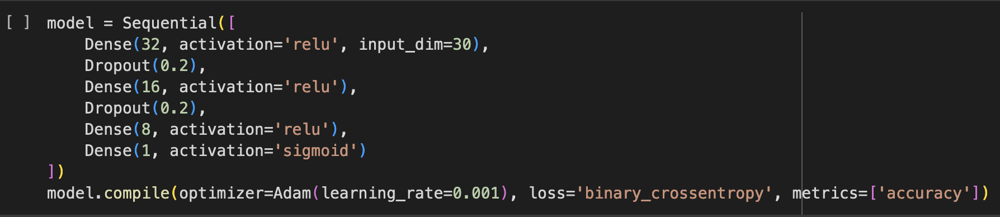 [ ] model = Sequential([
    Dense(32, activation='relu', input_dim=30),
    Dropout(0.2),
    Dense(16, activation='relu'),
    Dropout(0.2),
    Dense(8, activation='relu'),
    Dense(1, activation='sigmoid')
])
model.compile(optimizer=Adam(learning_rate=0.001), loss='binary_crossentropy', metrics=['accuracy'])